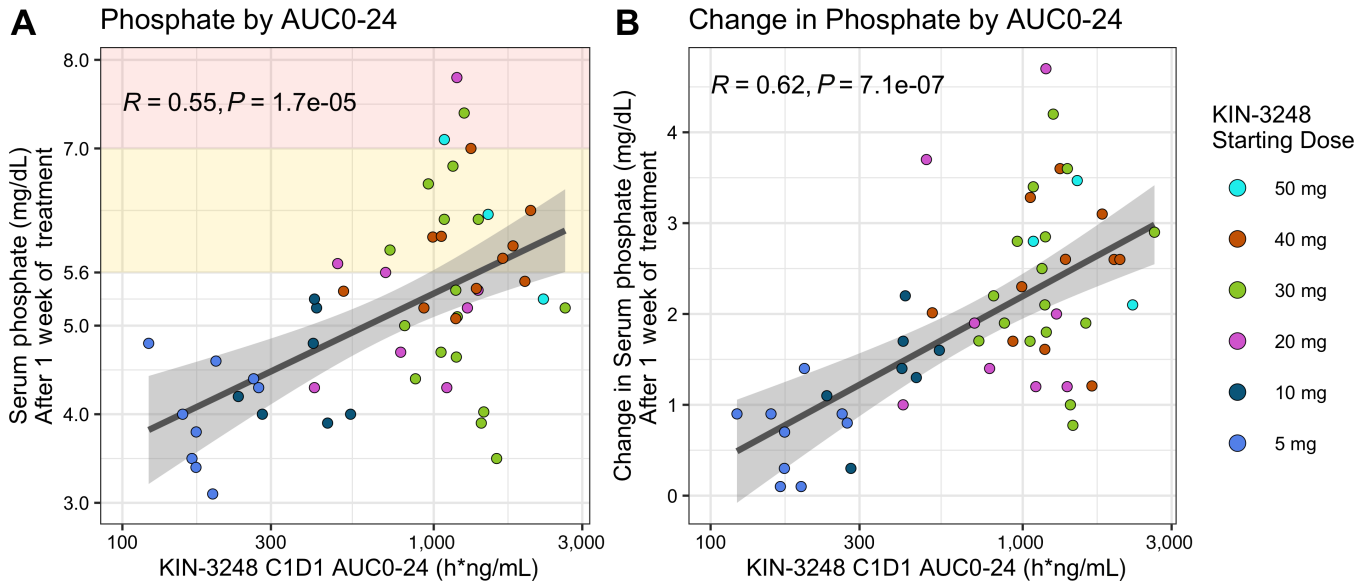 A
Phosphate by AUC0-24
Serum phosphate (mg/dL)
After 1 week of treatment
8.0
7.0
5.6
5.0
4.0
3.0
R = 0.55, P = 1.7e-05
100
300
1,000
3,000
KIN-3248 C1D1 AUC0-24 (h*ng/mL)
B
Change in Phosphate by AUC0-24
Change in Serum phosphate (mg/dL)
After 1 week of treatment
4
3
2
1
0
R = 0.62, P = 7.1e-07
100
300
1,000
3,000
KIN-3248 C1D1 AUC0-24 (h*ng/mL)
KIN-3248
Starting Dose
50 mg
40 mg
30 mg
20 mg
10 mg
5 mg